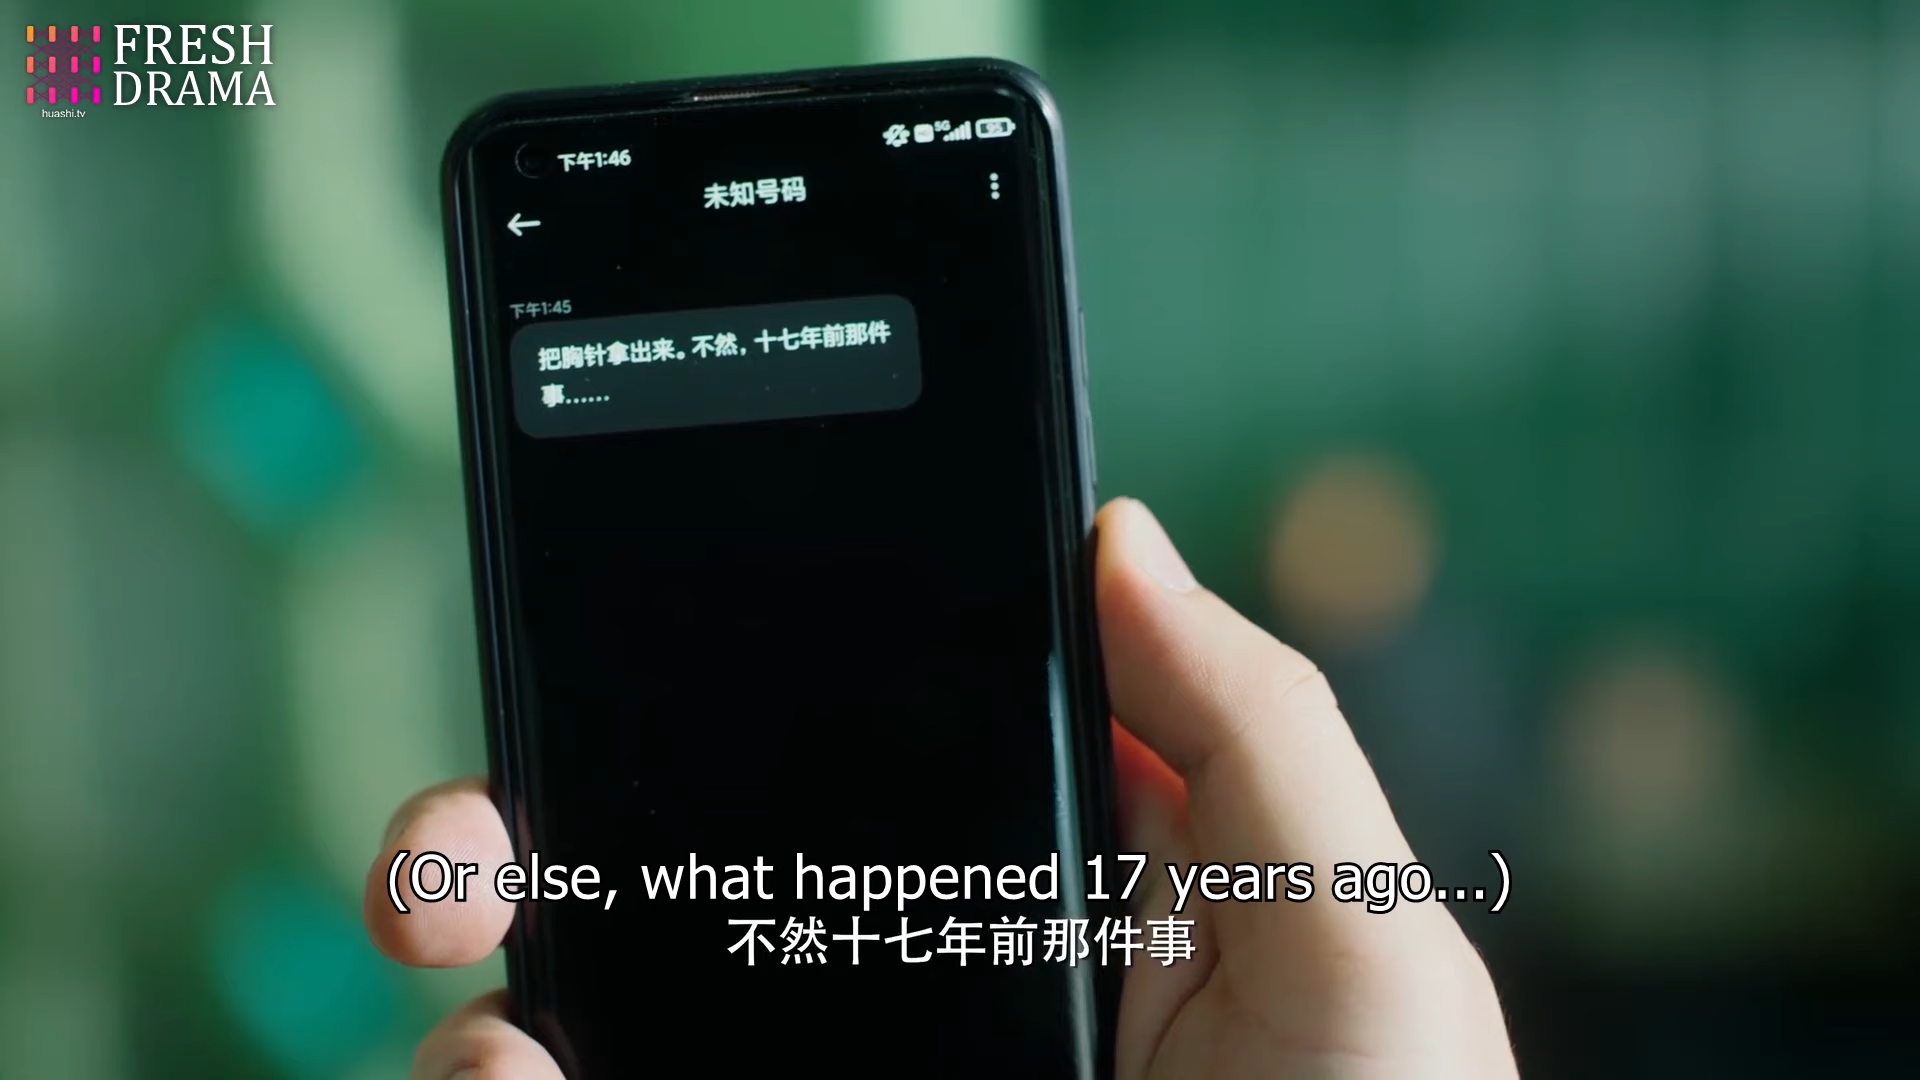 FRESH
DRAMA
huashi.tv
下午1:46
5G
95
未知号码
下午1:45
把胸针拿出来。不然，十七年前那件
事……
(Or else, what happened 17 years ago...)
不然十七年前那件事